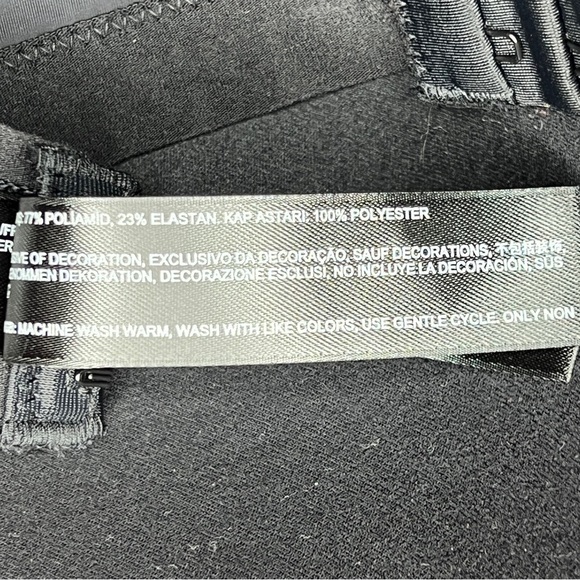 77% POLIAMID, 23% ELASTAN. KAP ASTARI: 100% POLYESTER
OF DECORATION, EXCLUSIVO DA DECORAÇÃO, SAUF DECORATIONS, 不包括装饰,
DEKORATION, DECORAZIONE ESCLUSI, NO INCLUYE LA DECORACIÓN, SUS
MACHINE WASH WARM, WASH WITH LIKE COLORS, USE GENTLE CYCLE. ONLY NON